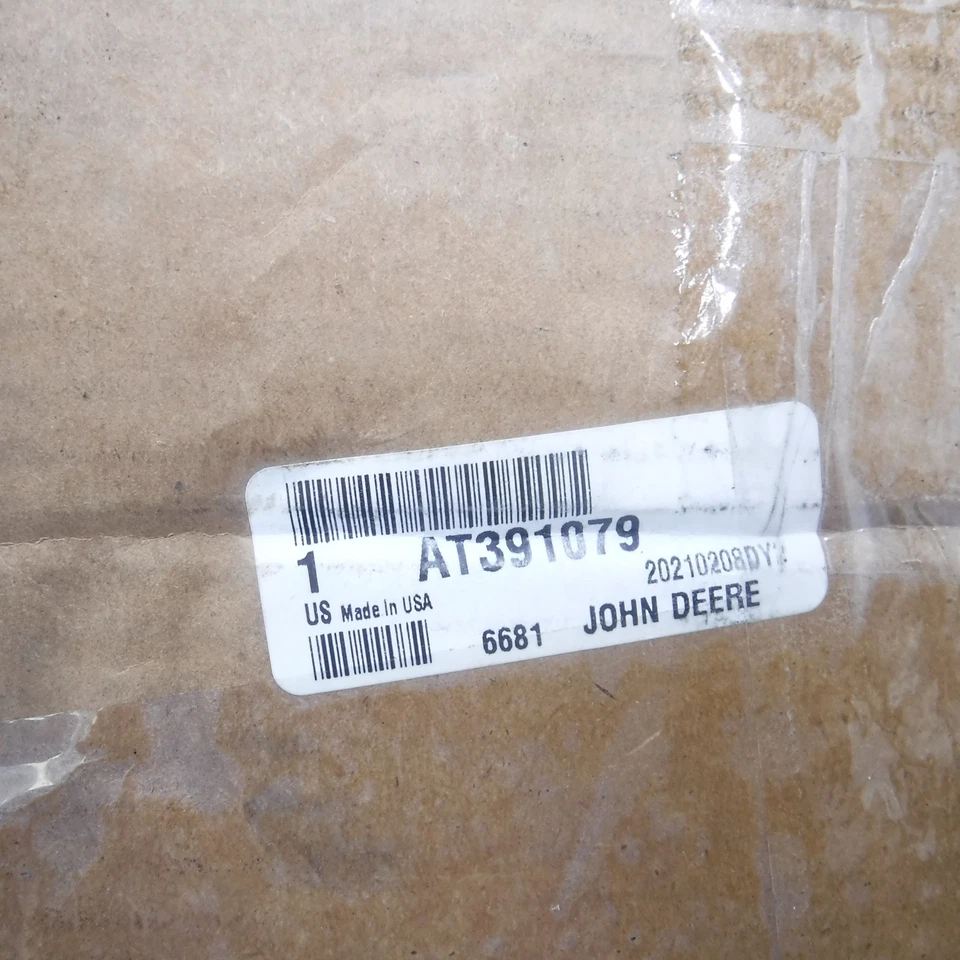 1 AT391079
20210208DY
US Made in USA
6681 JOHN DEERE